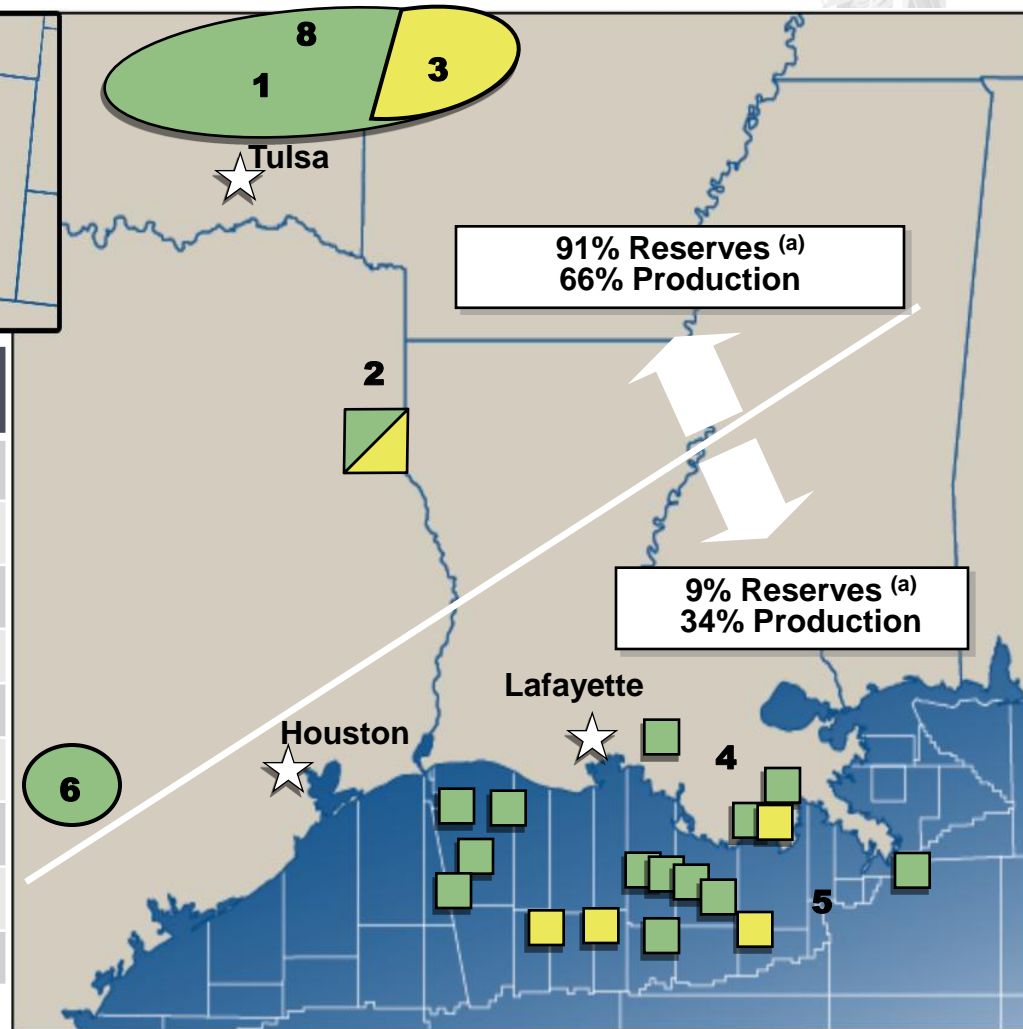 8
1
3
Tulsa
91% Reserves (a)
66% Production
2
9% Reserves (a)
34% Production
Lafayette
Houston
4
6
5